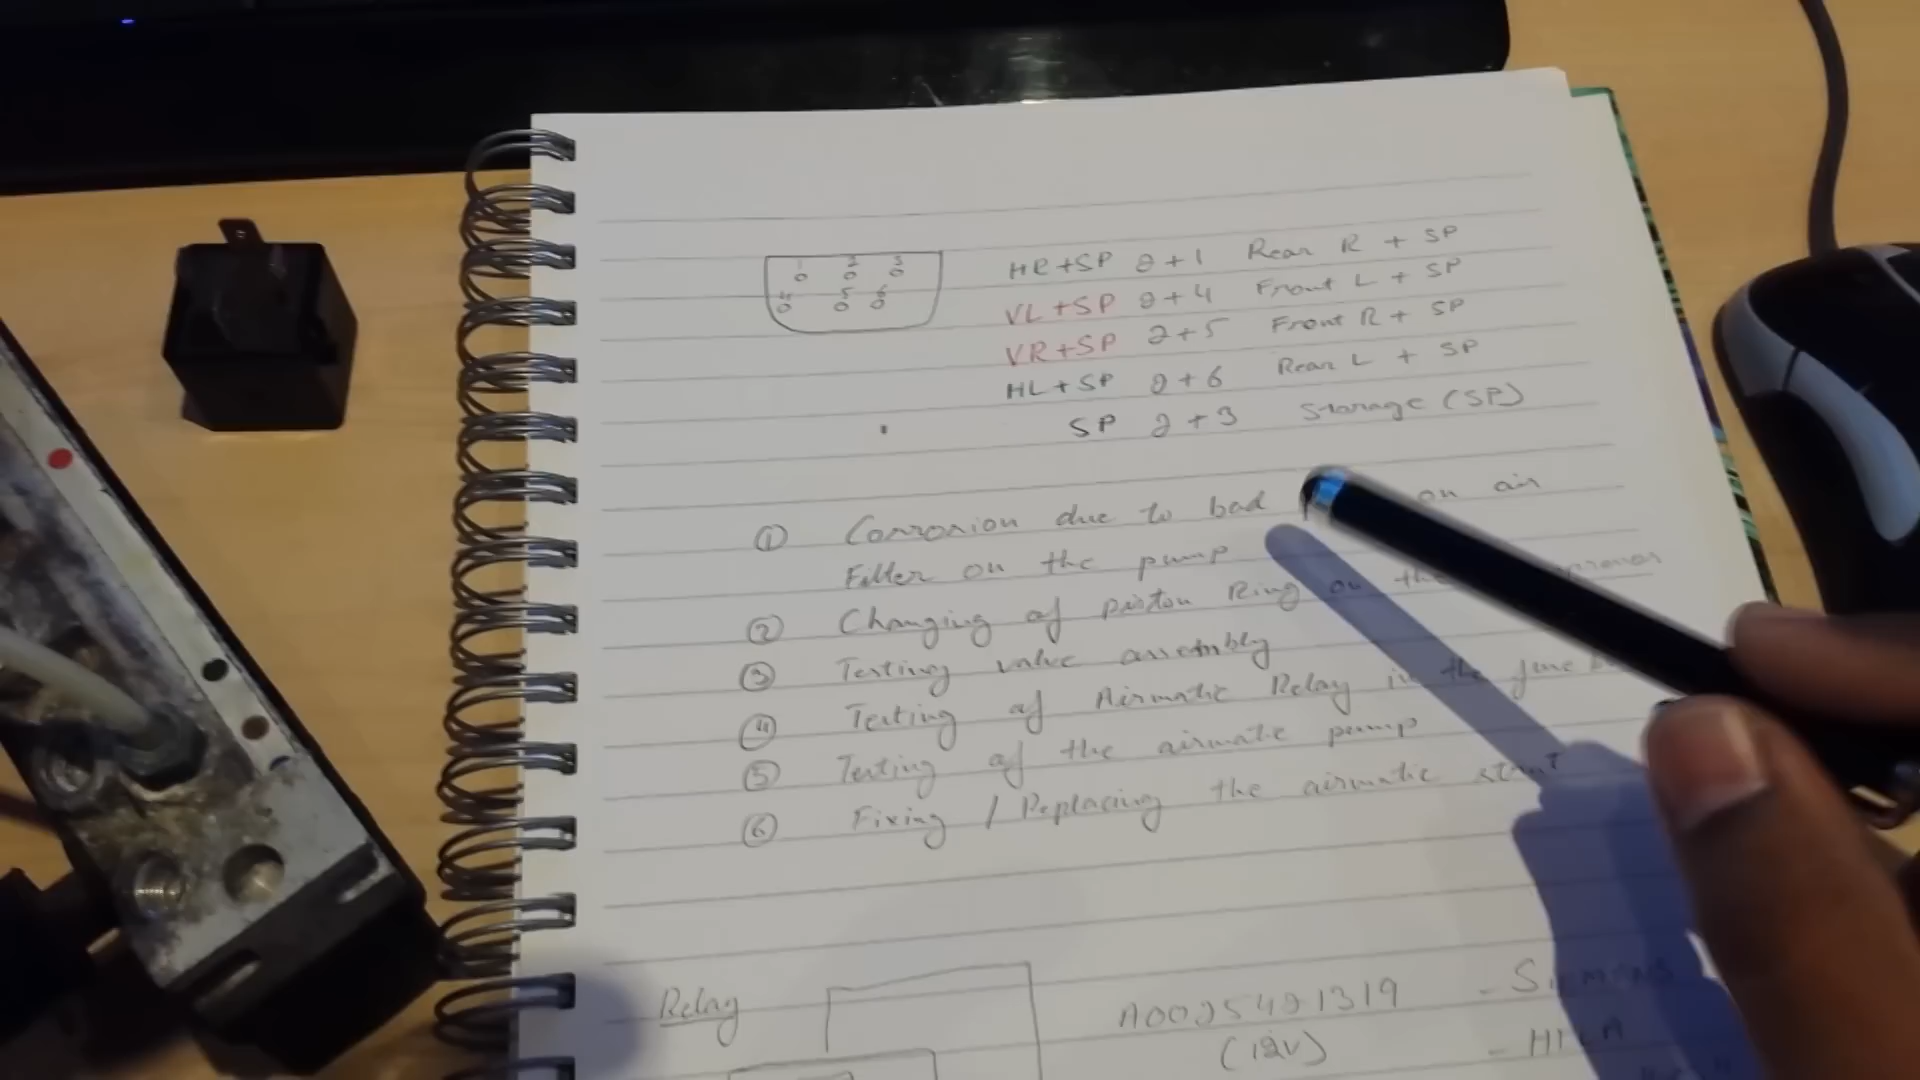 1 2 3
4 5 6
HR+SP 2+1 Rear R + SP
VL+SP 2+4 Front L + SP
VR+SP 2+5 Front R + SP
HL+SP 2+6 Rear L + SP
SP 2+3 Storage (SP)
① Corrosion due to bad on air
Filter on the pump
② Changing of piston Ring on the
③ Testing valve assembly
④ Testing of Airmatic Relay in the
⑤ Testing of the airmatic pump
⑥ Fixing / Replacing the airmatic strut
Relay
A0025421319 - Siemens
(12V) - HELLA